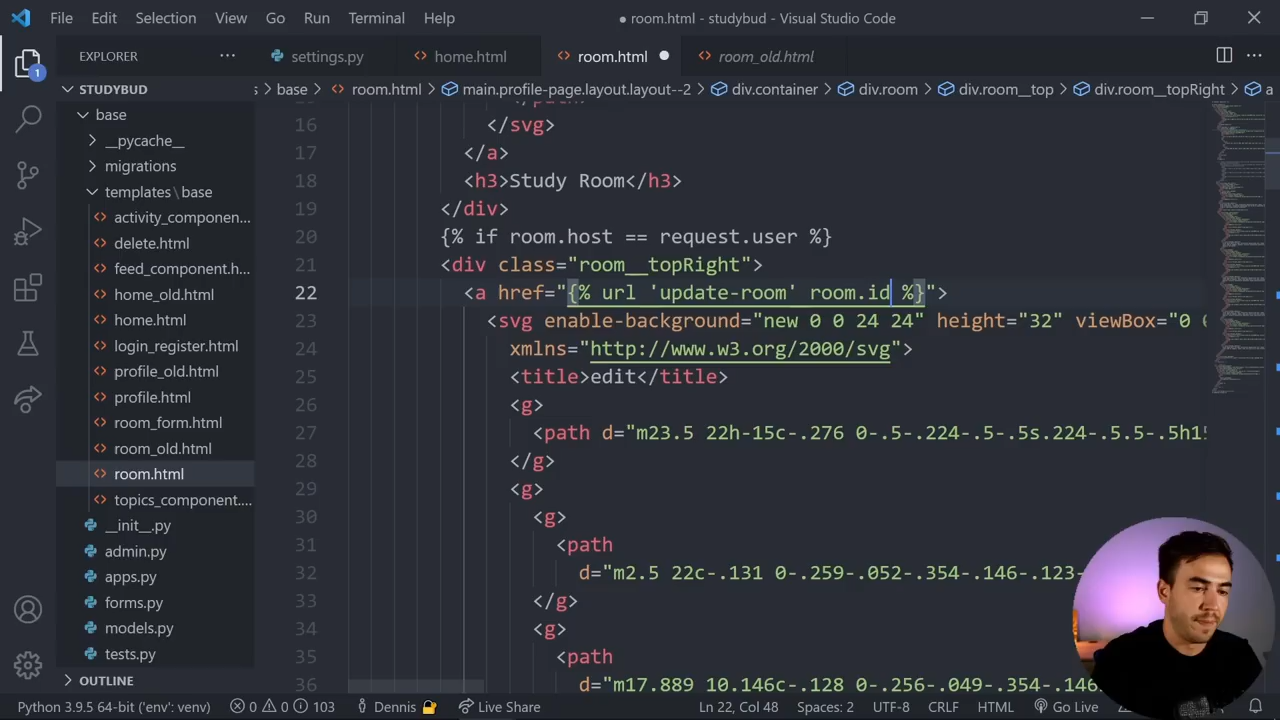 File Edit Selection View Go Run Terminal Help
● room.html - studybud - Visual Studio Code
EXPLORER
settings.py
home.html
room.html
room_old.html
STUDYBUD
s > base > room.html > main.profile-page.layout.layout--2 > div.container > div.room > div.room__top > div.room__topRight > a
base
__pycache__
migrations
templates \ base
activity_componen...
delete.html
feed_component.h...
home_old.html
home.html
login_register.html
profile_old.html
profile.html
room_form.html
room_old.html
room.html
topics_component....
__init__.py
admin.py
apps.py
forms.py
models.py
tests.py
OUTLINE
1
16 </svg>
17 </a>
18 <h3>Study Room</h3>
19 </div>
20 {% if room.host == request.user %}
21 <div class="room__topRight">
22 <a href="{% url 'update-room' room.id %}">
23 <svg enable-background="new 0 0 24 24" height="32" viewBox="0 0
24 xmlns="http://www.w3.org/2000/svg">
25 <title>edit</title>
26 <g>
27 <path d="m23.5 22h-15c-.276 0-.5-.224-.5-.5s.224-.5.5-.5h15
28 </g>
29 <g>
30 <g>
31 <path
32 d="m2.5 22c-.131 0-.259-.052-.354-.146-.123-
33 </g>
34 <g>
35 <path
36 d="m17.889 10.146c-.128 0-.256-.049-.354-.146
Python 3.9.5 64-bit ('env': venv) 0 0 103 Dennis Live Share Ln 22, Col 48 Spaces: 2 UTF-8 CRLF HTML Go Live